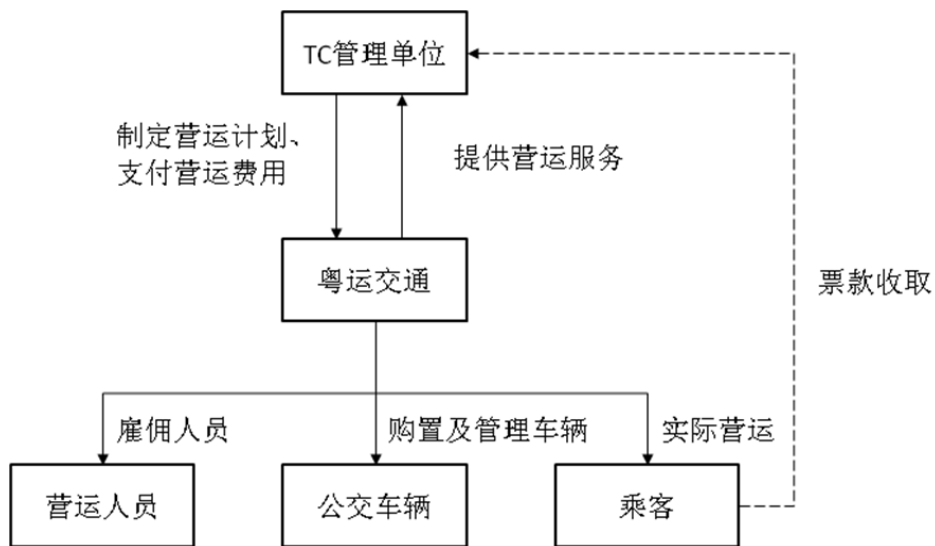 TC管理单位
制定营运计划、
支付营运费用
提供营运服务
粤运交通
票款收取
雇佣人员
购置及管理车辆
实际营运
营运人员
公交车辆
乘客